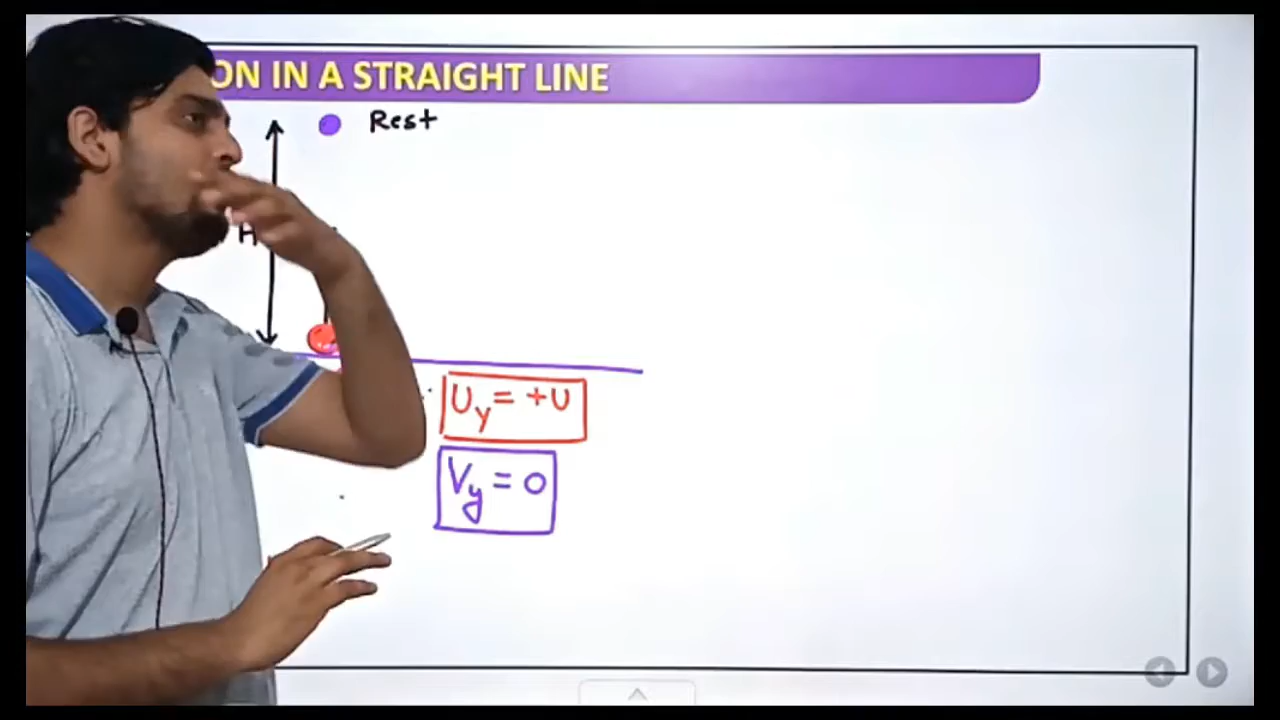 ON IN A STRAIGHT LINE
Rest
H
Uy = +U
Vy = 0